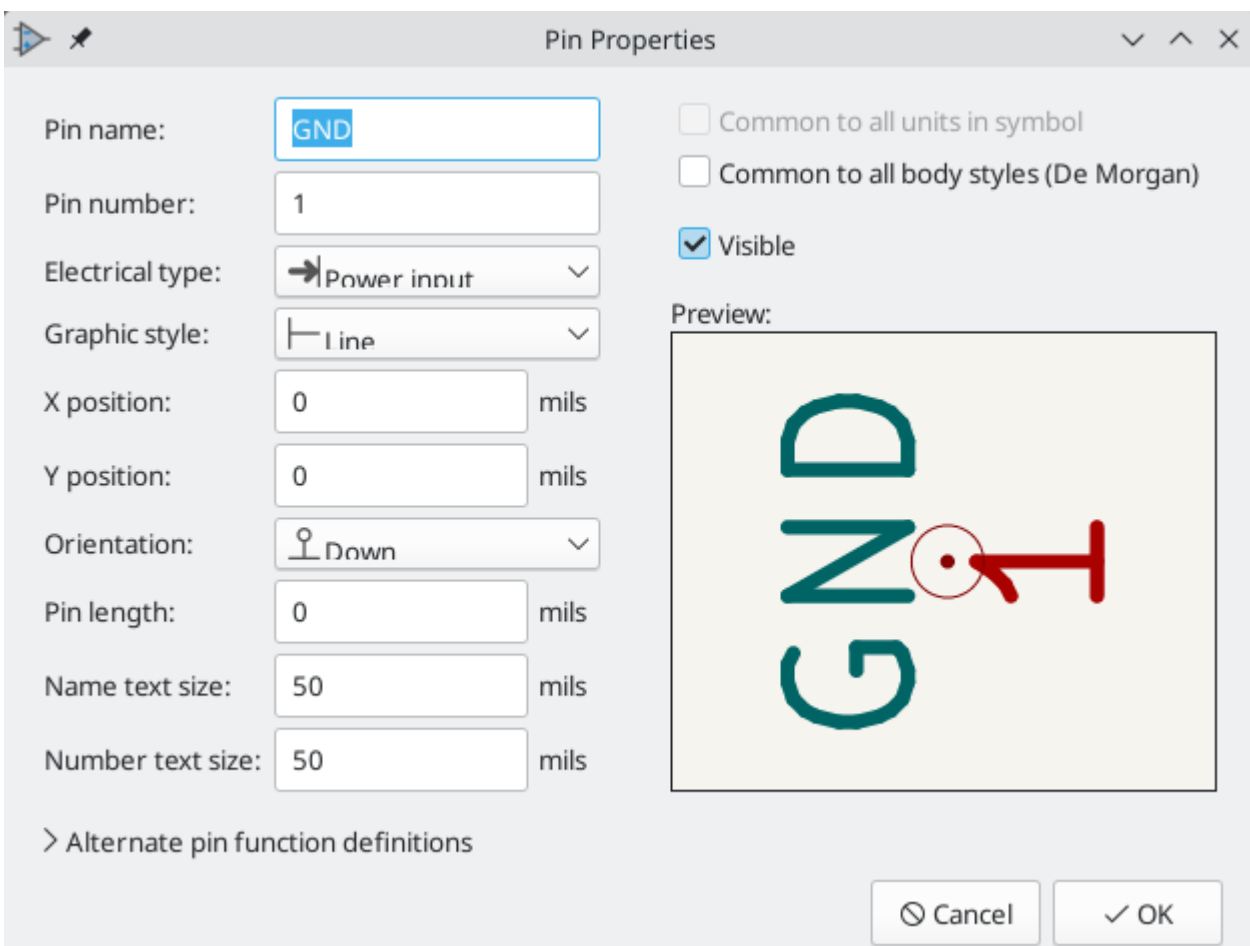 Pin Properties
Pin name: GND
Pin number: 1
Electrical type: Power input
Graphic style: Line
X position: 0 mils
Y position: 0 mils
Orientation: Down
Pin length: 0 mils
Name text size: 50 mils
Number text size: 50 mils
Alternate pin function definitions
Common to all units in symbol
Common to all body styles (De Morgan)
Visible
Preview:
GND
1
Cancel OK